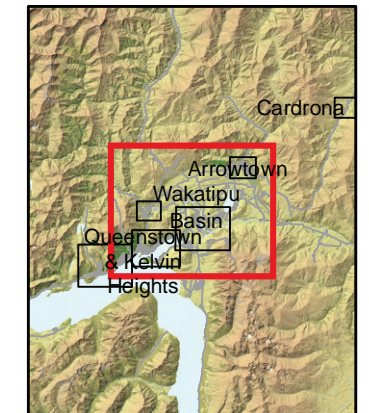 Cardrona
Arrowtown
Wakatipu
Basin
Queenstown
& Kelvin
Heights